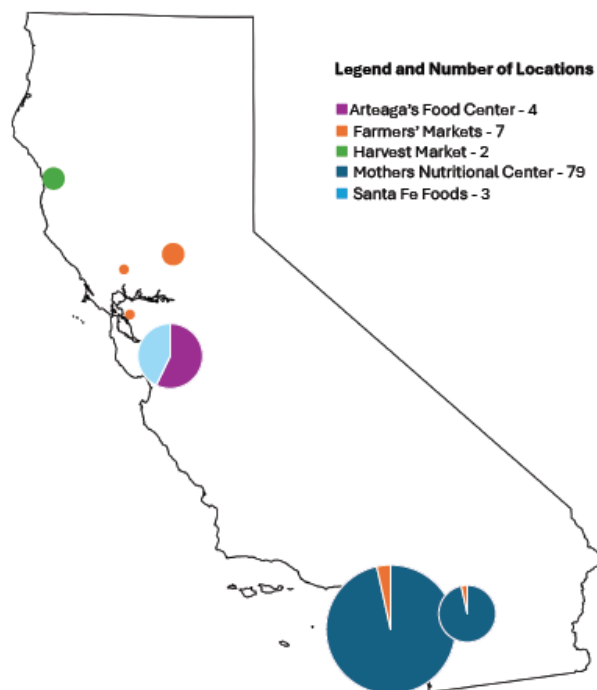 Legend and Number of Locations
Arteaga's Food Center - 4
Farmers' Markets - 7
Harvest Market - 2
Mothers Nutritional Center - 79
Santa Fe Foods - 3